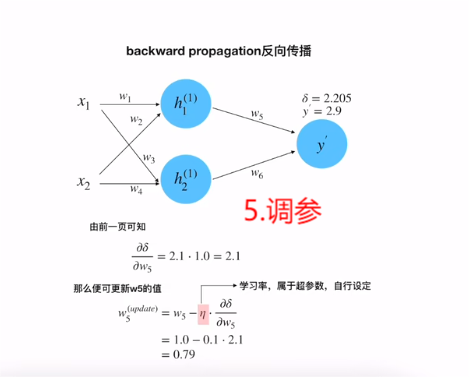 backward propagation反向传播
δ = 2.205
y′ = 2.9
x₁ w₁ h₁⁽¹⁾
w₂ w₅
y′
w₃
x₂ w₄ h₂⁽¹⁾ w₆
5.调参
由前一页可知
∂δ/∂w₅ = 2.1 · 1.0 = 2.1
那么便可更新w5的值
学习率，属于超参数，自行设定
w₅⁽ᵘᵖᵈᵃᵗᵉ⁾ = w₅ − η · ∂δ/∂w₅
= 1.0 − 0.1 · 2.1
= 0.79